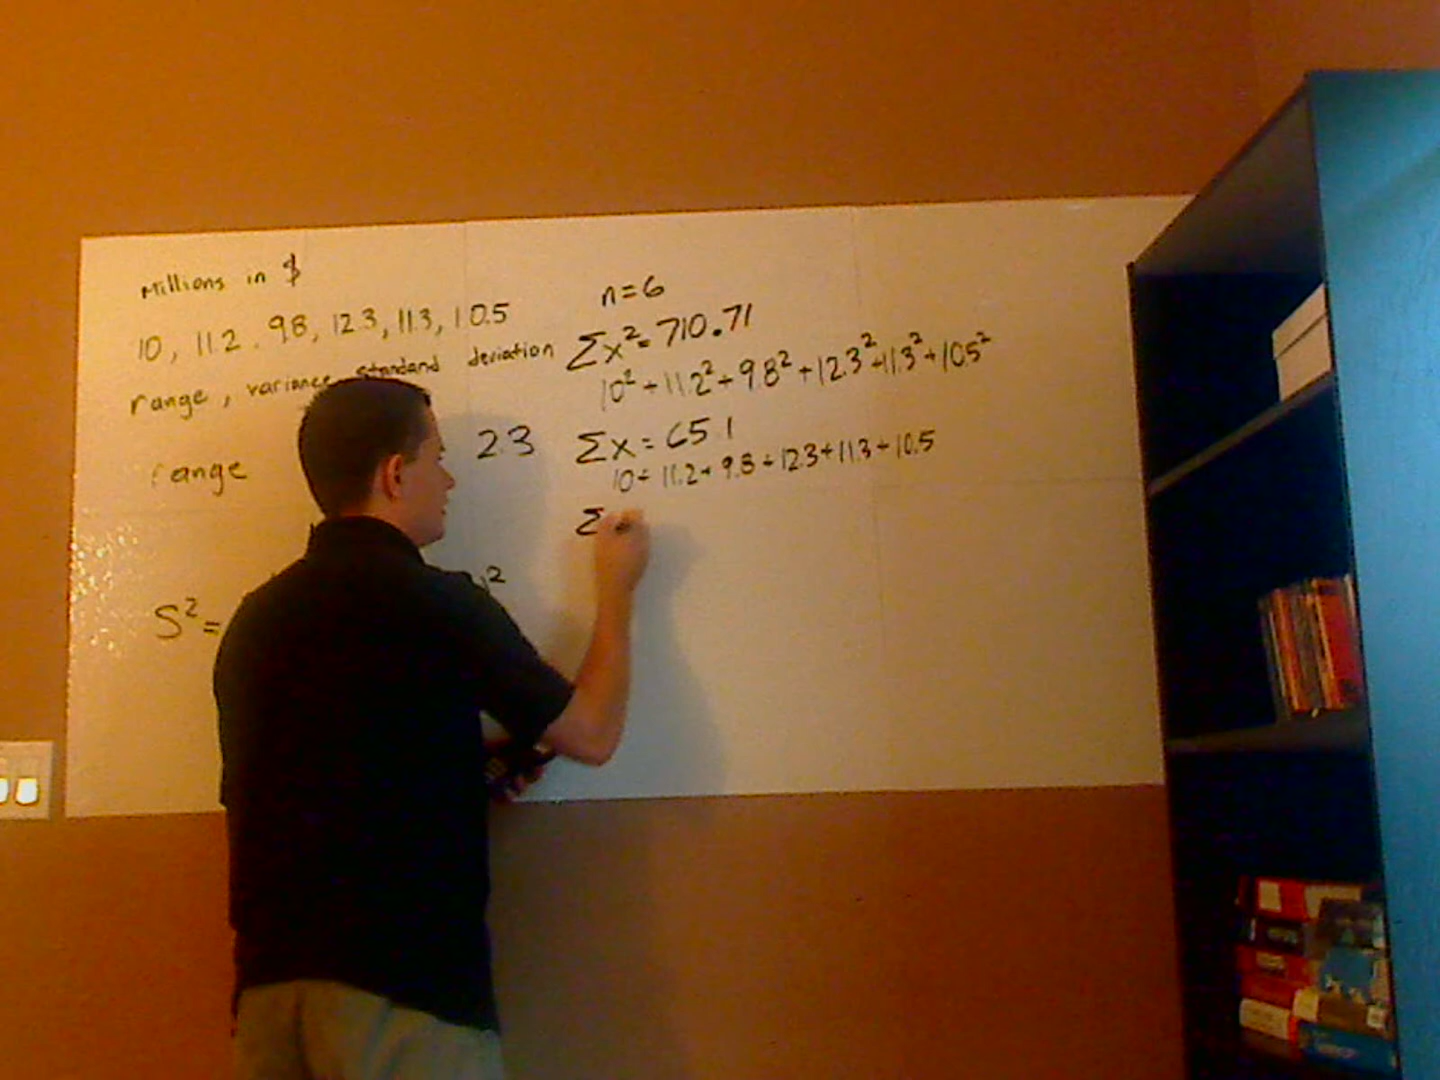 Millions in $
10, 11.2, 9.8, 12.3, 11.3, 10.5
range, variance, standard deviation
range 2.3
S² = )²
n=6
Σx² = 710.71
10² + 11.2² + 9.8² + 12.3² + 11.3² + 10.5²
Σx = 65.1
10 + 11.2 + 9.8 + 12.3 + 11.3 + 10.5
Σ